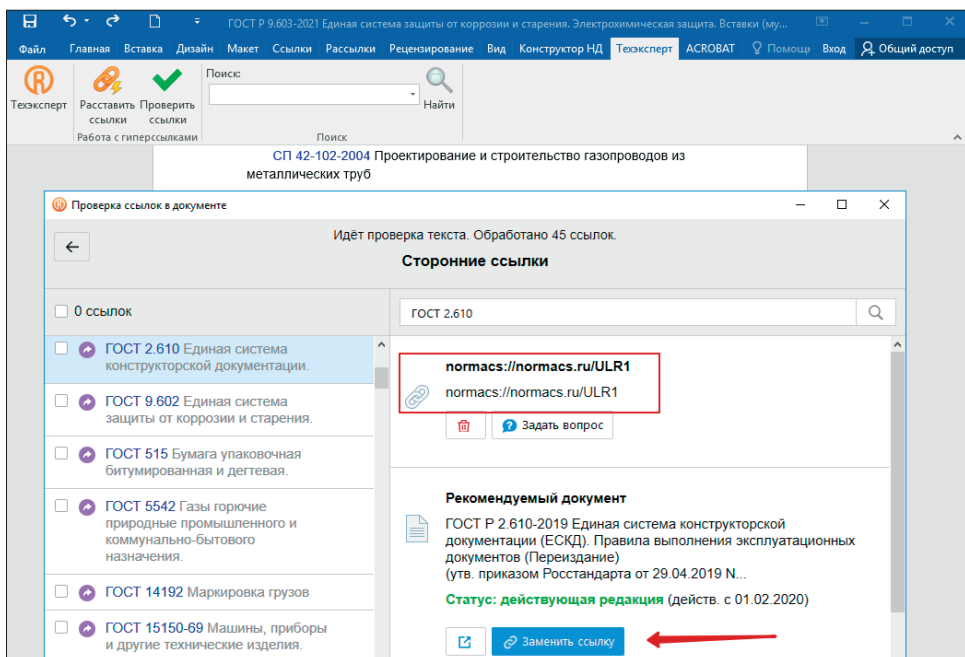 ГОСТ Р 9.603-2021 Единая система защиты от коррозии и старения. Электрохимическая защита. Вставки (му...
Файл Главная Вставка Дизайн Макет Ссылки Рассылки Рецензирование Вид Конструктор НД Техэксперт ACROBAT Помощь Вход Общий доступ
Техэксперт
Расставить ссылки
Проверить ссылки
Работа с гиперссылками
Поиск:
Найти
Поиск
СП 42-102-2004 Проектирование и строительство газопроводов из
металлических труб
Проверка ссылок в документе
Идёт проверка текста. Обработано 45 ссылок.
Сторонние ссылки
0 ссылок
ГОСТ 2.610 Единая система
конструкторской документации.
ГОСТ 9.602 Единая система
защиты от коррозии и старения.
ГОСТ 515 Бумага упаковочная
битумированная и дегтевая.
ГОСТ 5542 Газы горючие
природные промышленного и
коммунально-бытового
назначения.
ГОСТ 14192 Маркировка грузов
ГОСТ 15150-69 Машины, приборы
и другие технические изделия.
ГОСТ 2.610
normacs://normacs.ru/ULR1
normacs://normacs.ru/ULR1
Задать вопрос
Рекомендуемый документ
ГОСТ Р 2.610-2019 Единая система конструкторской
документации (ЕСКД). Правила выполнения эксплуатационных
документов (Переиздание)
(утв. приказом Росстандарта от 29.04.2019 N...
Статус: действующая редакция (действ. с 01.02.2020)
Заменить ссылку